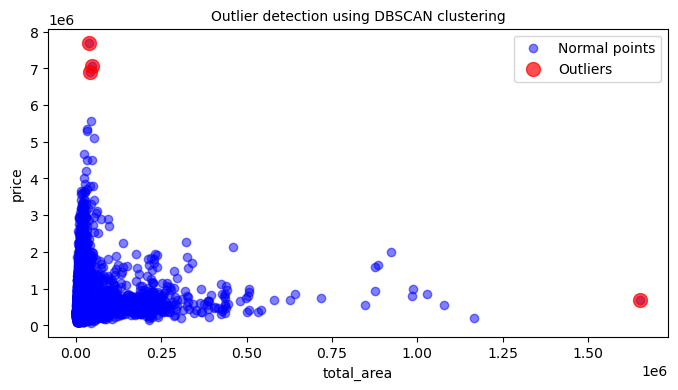 Outlier detection using DBSCAN clustering
1e6
8
7
6
5
4
3
2
1
0
price
Normal points
Outliers
0.00 0.25 0.50 0.75 1.00 1.25 1.50
1e6
total_area